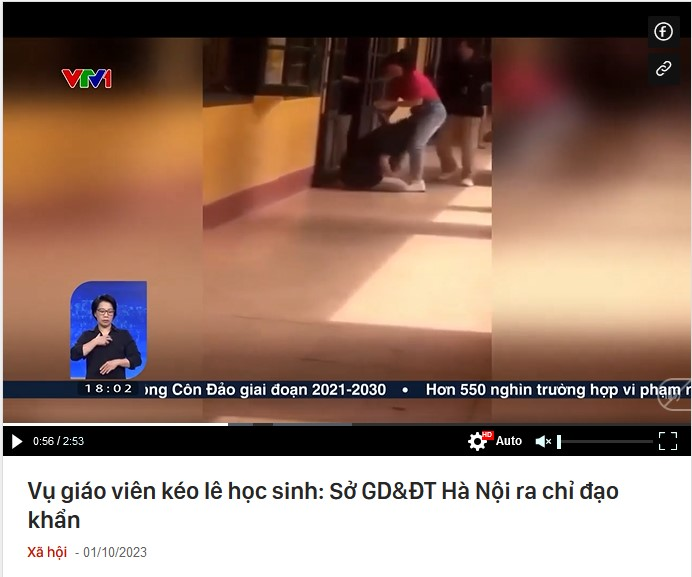 VTV1
18:02 ong Côn Đảo giai đoạn 2021-2030 • Hơn 550 nghìn trường hợp vi phạm
0:56 / 2:53 HD Auto
Vụ giáo viên kéo lê học sinh: Sở GD&ĐT Hà Nội ra chỉ đạo
khẩn
Xã hội - 01/10/2023